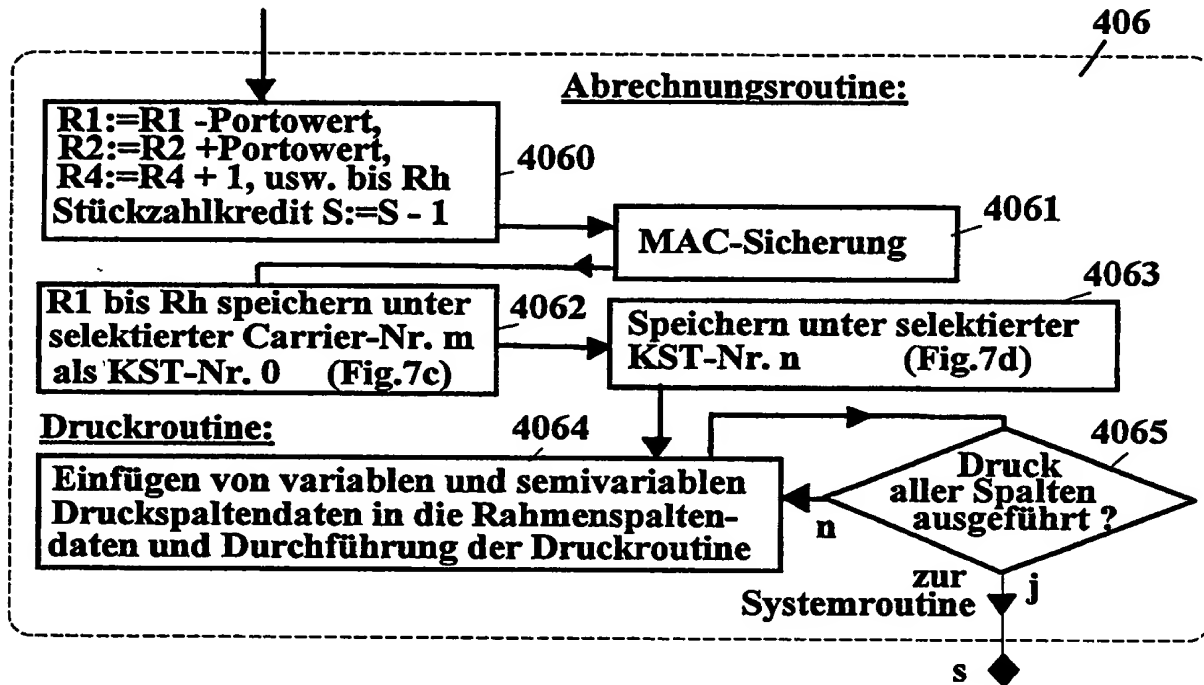 406
Abrechnungsroutine:
R1:=R1 -Portowert,
R2:=R2 +Portowert,
R4:=R4 + 1, usw. bis Rh
Stückzahlkredit S:=S - 1
4060
4061
MAC-Sicherung
R1 bis Rh speichern unter
selektierter Carrier-Nr. m
als KST-Nr. 0 (Fig.7c)
4062
4063
Speichern unter selektierter
KST-Nr. n (Fig.7d)
Druckroutine:
4064
Einfügen von variablen und semivariablen
Druckspaltendaten in die Rahmenspalten-
daten und Durchführung der Druckroutine
4065
Druck
aller Spalten
ausgeführt ?
n
j
zur
Systemroutine
s